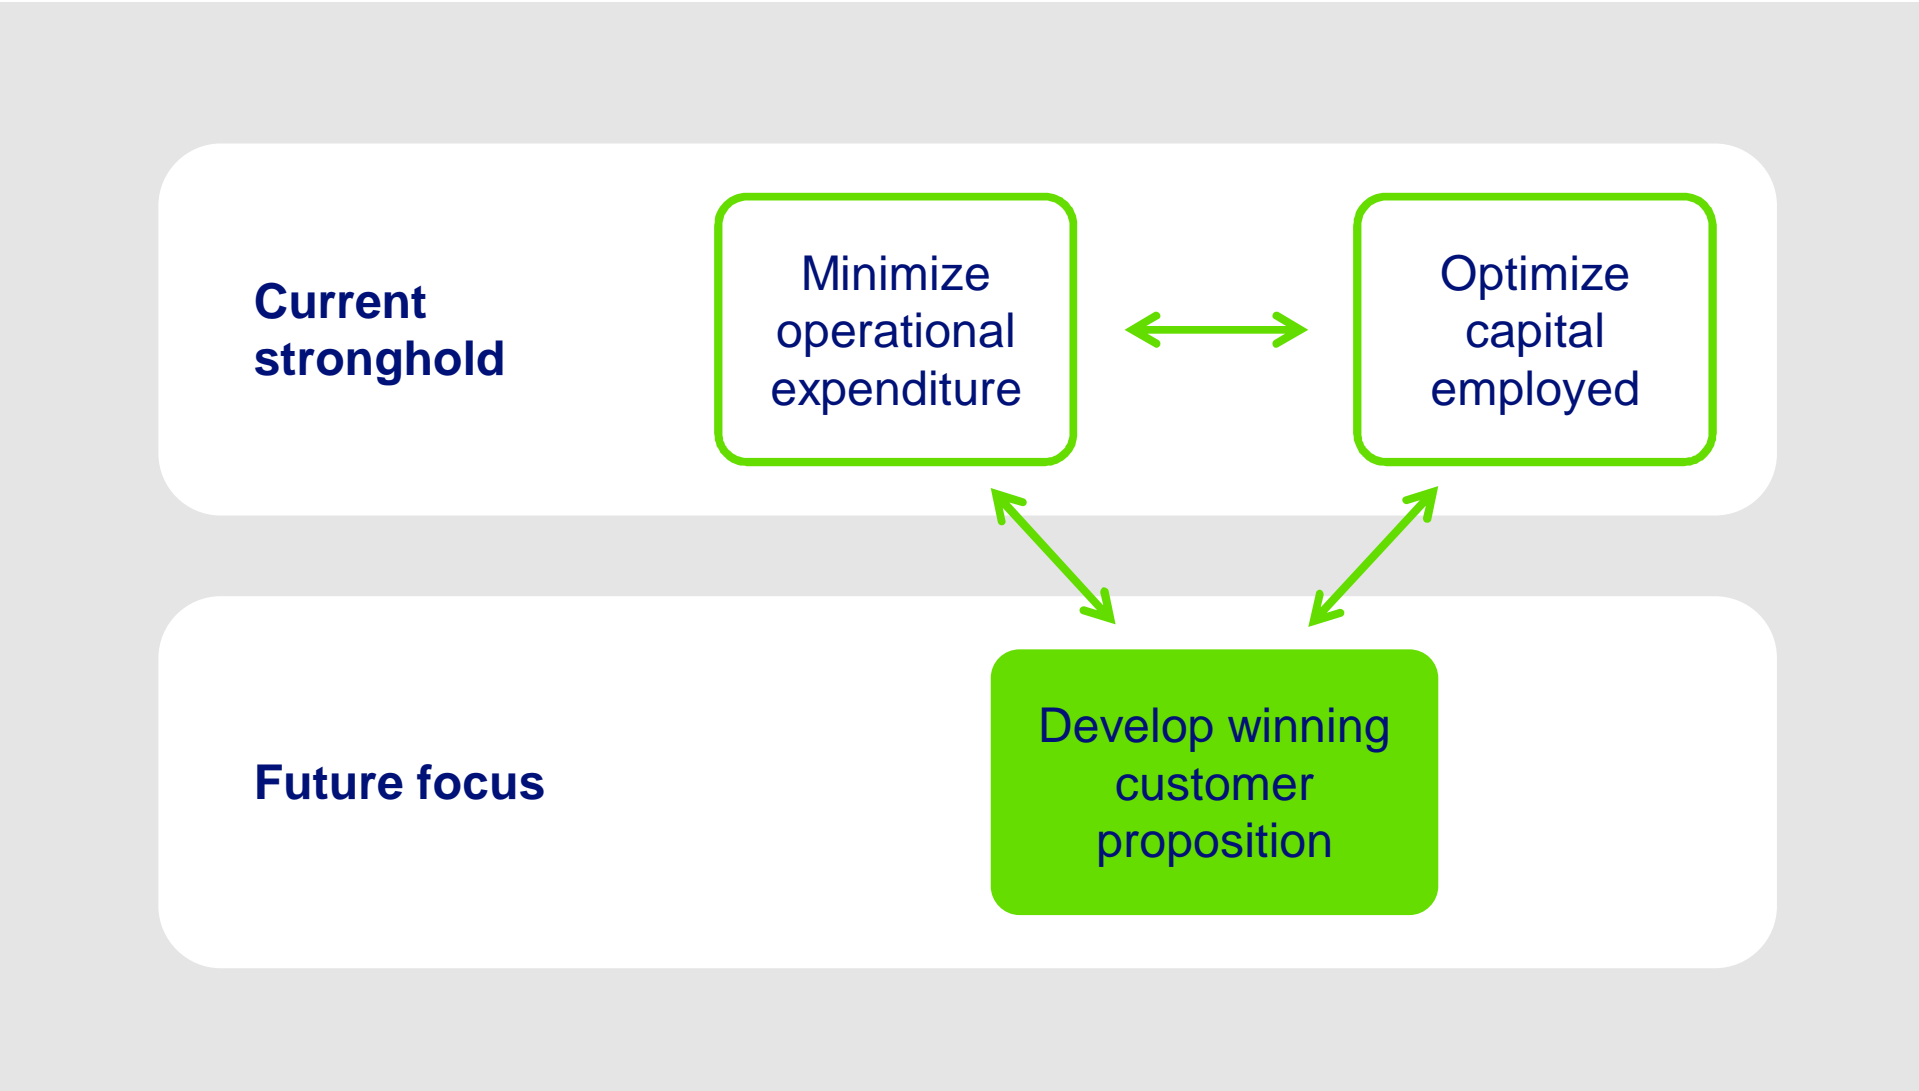 Current
stronghold
Minimize
operational
expenditure
Optimize
capital
employed
Future focus
Develop winning
customer
proposition